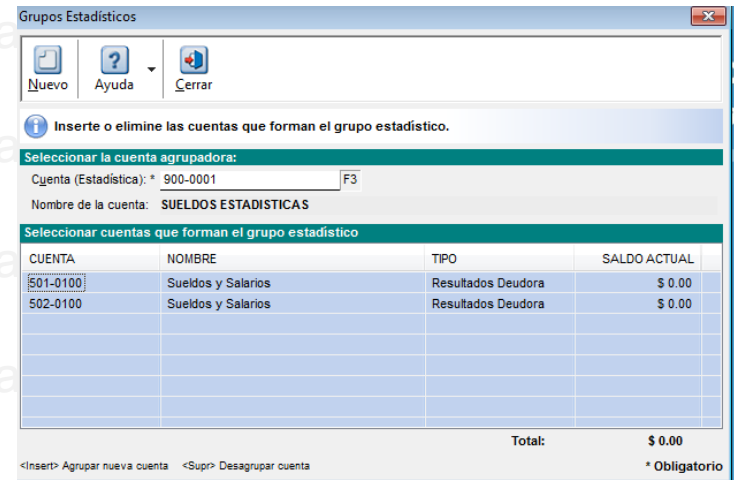 Grupos Estadísticos
Nuevo Ayuda Cerrar
Inserte o elimine las cuentas que forman el grupo estadístico.
Seleccionar la cuenta agrupadora:
Cuenta (Estadística): * 900-0001 F3
Nombre de la cuenta: SUELDOS ESTADISTICAS
Seleccionar cuentas que forman el grupo estadístico
CUENTA NOMBRE TIPO SALDO ACTUAL
501-0100 Sueldos y Salarios Resultados Deudora $ 0.00
502-0100 Sueldos y Salarios Resultados Deudora $ 0.00
Total: $ 0.00
<Insert> Agrupar nueva cuenta <Supr> Desagrupar cuenta * Obligatorio